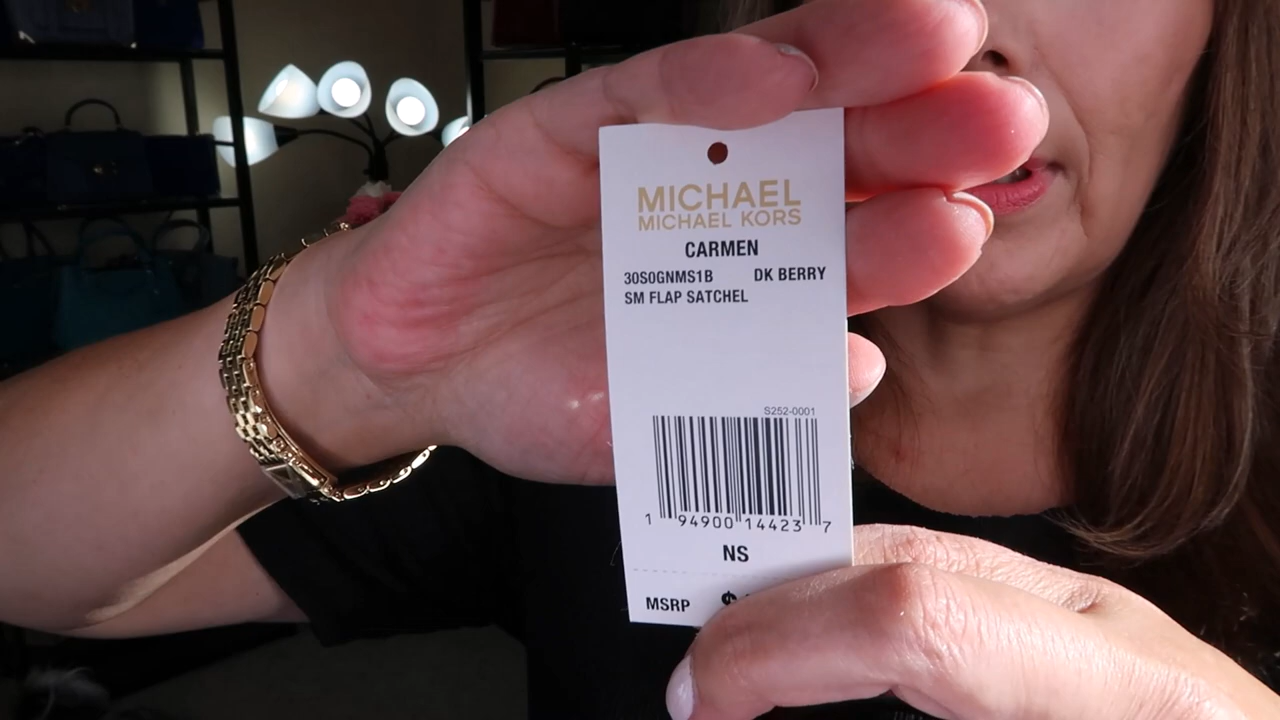 MICHAEL
MICHAEL KORS
CARMEN
30S0GNMS1B DK BERRY
SM FLAP SATCHEL
S252-0001
1 94900 14423 7
NS
MSRP $